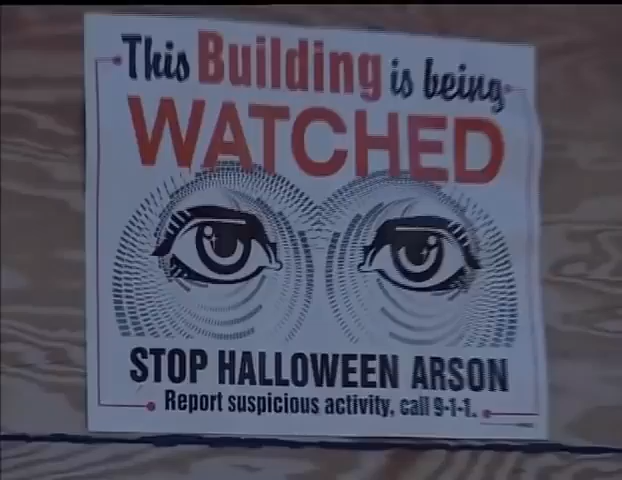 This Building is being
WATCHED
STOP HALLOWEEN ARSON
Report suspicious activity, call 9-1-1.